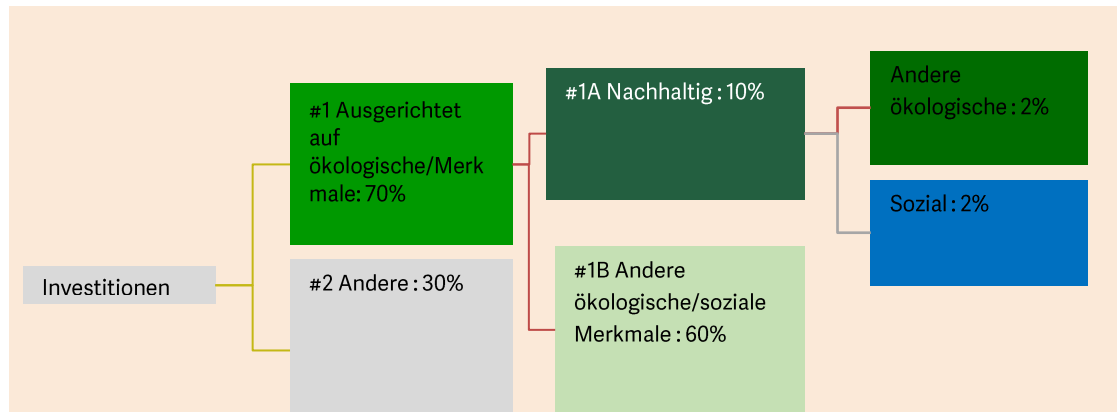 Investitionen
#1 Ausgerichtet
auf
ökologische/Merk
male: 70%
#2 Andere : 30%
#1A Nachhaltig : 10%
#1B Andere
ökologische/soziale
Merkmale : 60%
Andere
ökologische : 2%
Sozial : 2%